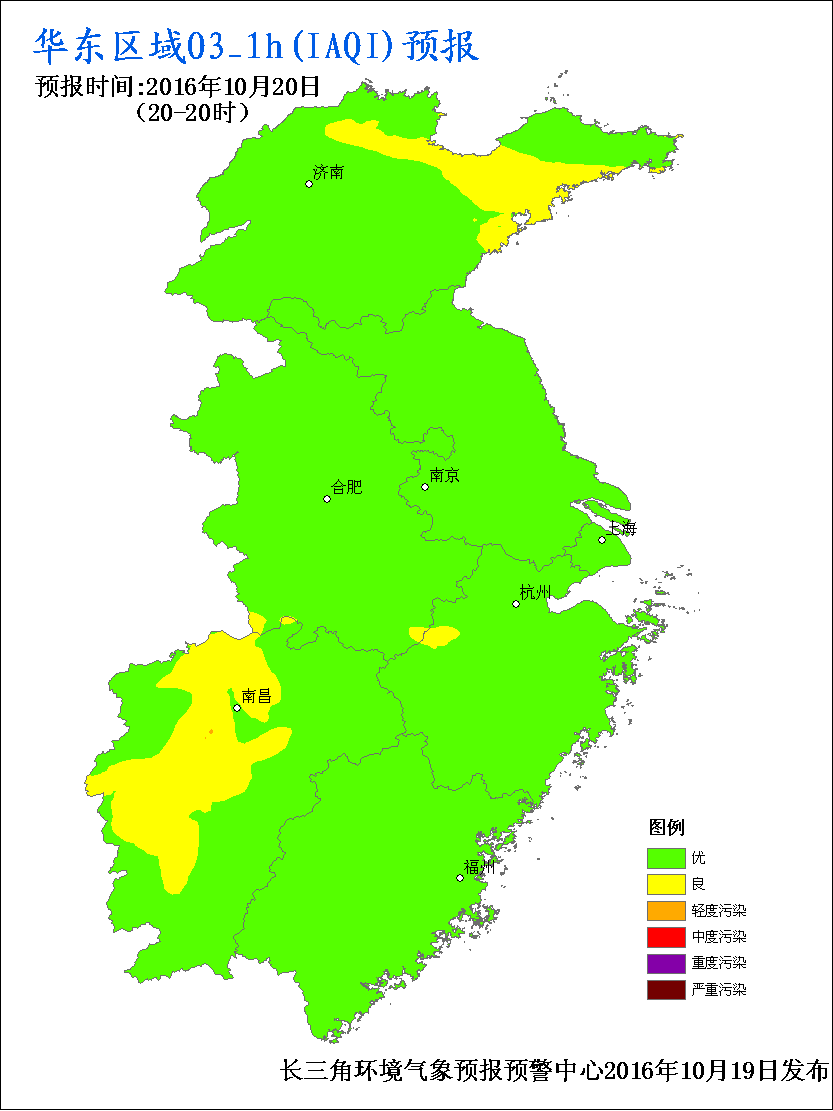 华东区域O3_1h(IAQI)预报
预报时间:2016年10月20日
(20-20时)
济南
南京
合肥
上海
杭州
南昌
福州
图例
优
良
轻度污染
中度污染
重度污染
严重污染
长三角环境气象预报预警中心2016年10月19日发布